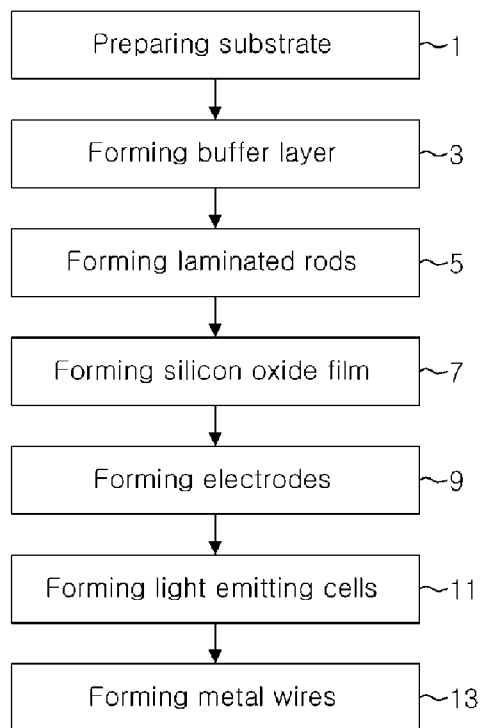 Preparing substrate ~1
Forming buffer layer ~3
Forming laminated rods ~5
Forming silicon oxide film ~7
Forming electrodes ~9
Forming light emitting cells ~11
Forming metal wires ~13